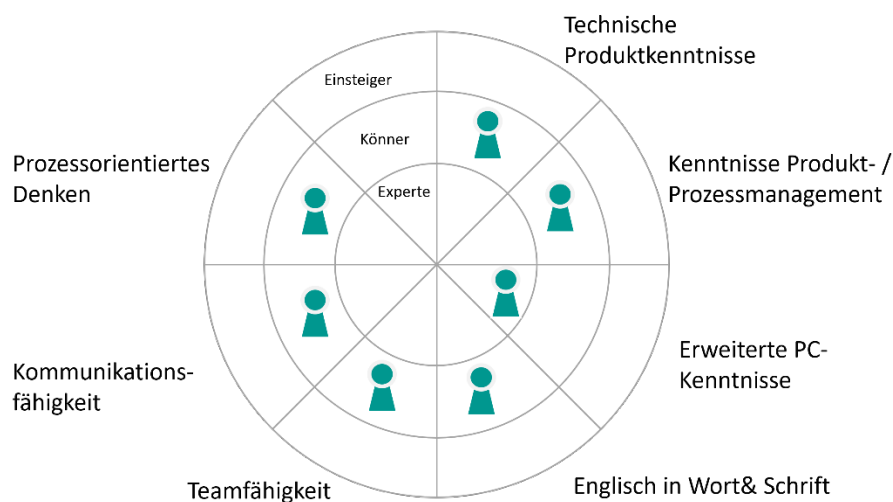 Technische
Produktkenntnisse
Einsteiger
Könner
Experte
Prozessorientiertes
Denken
Kenntnisse Produkt- /
Prozessmanagement
Kommunikations-
fähigkeit
Erweiterte PC-
Kenntnisse
Teamfähigkeit
Englisch in Wort& Schrift